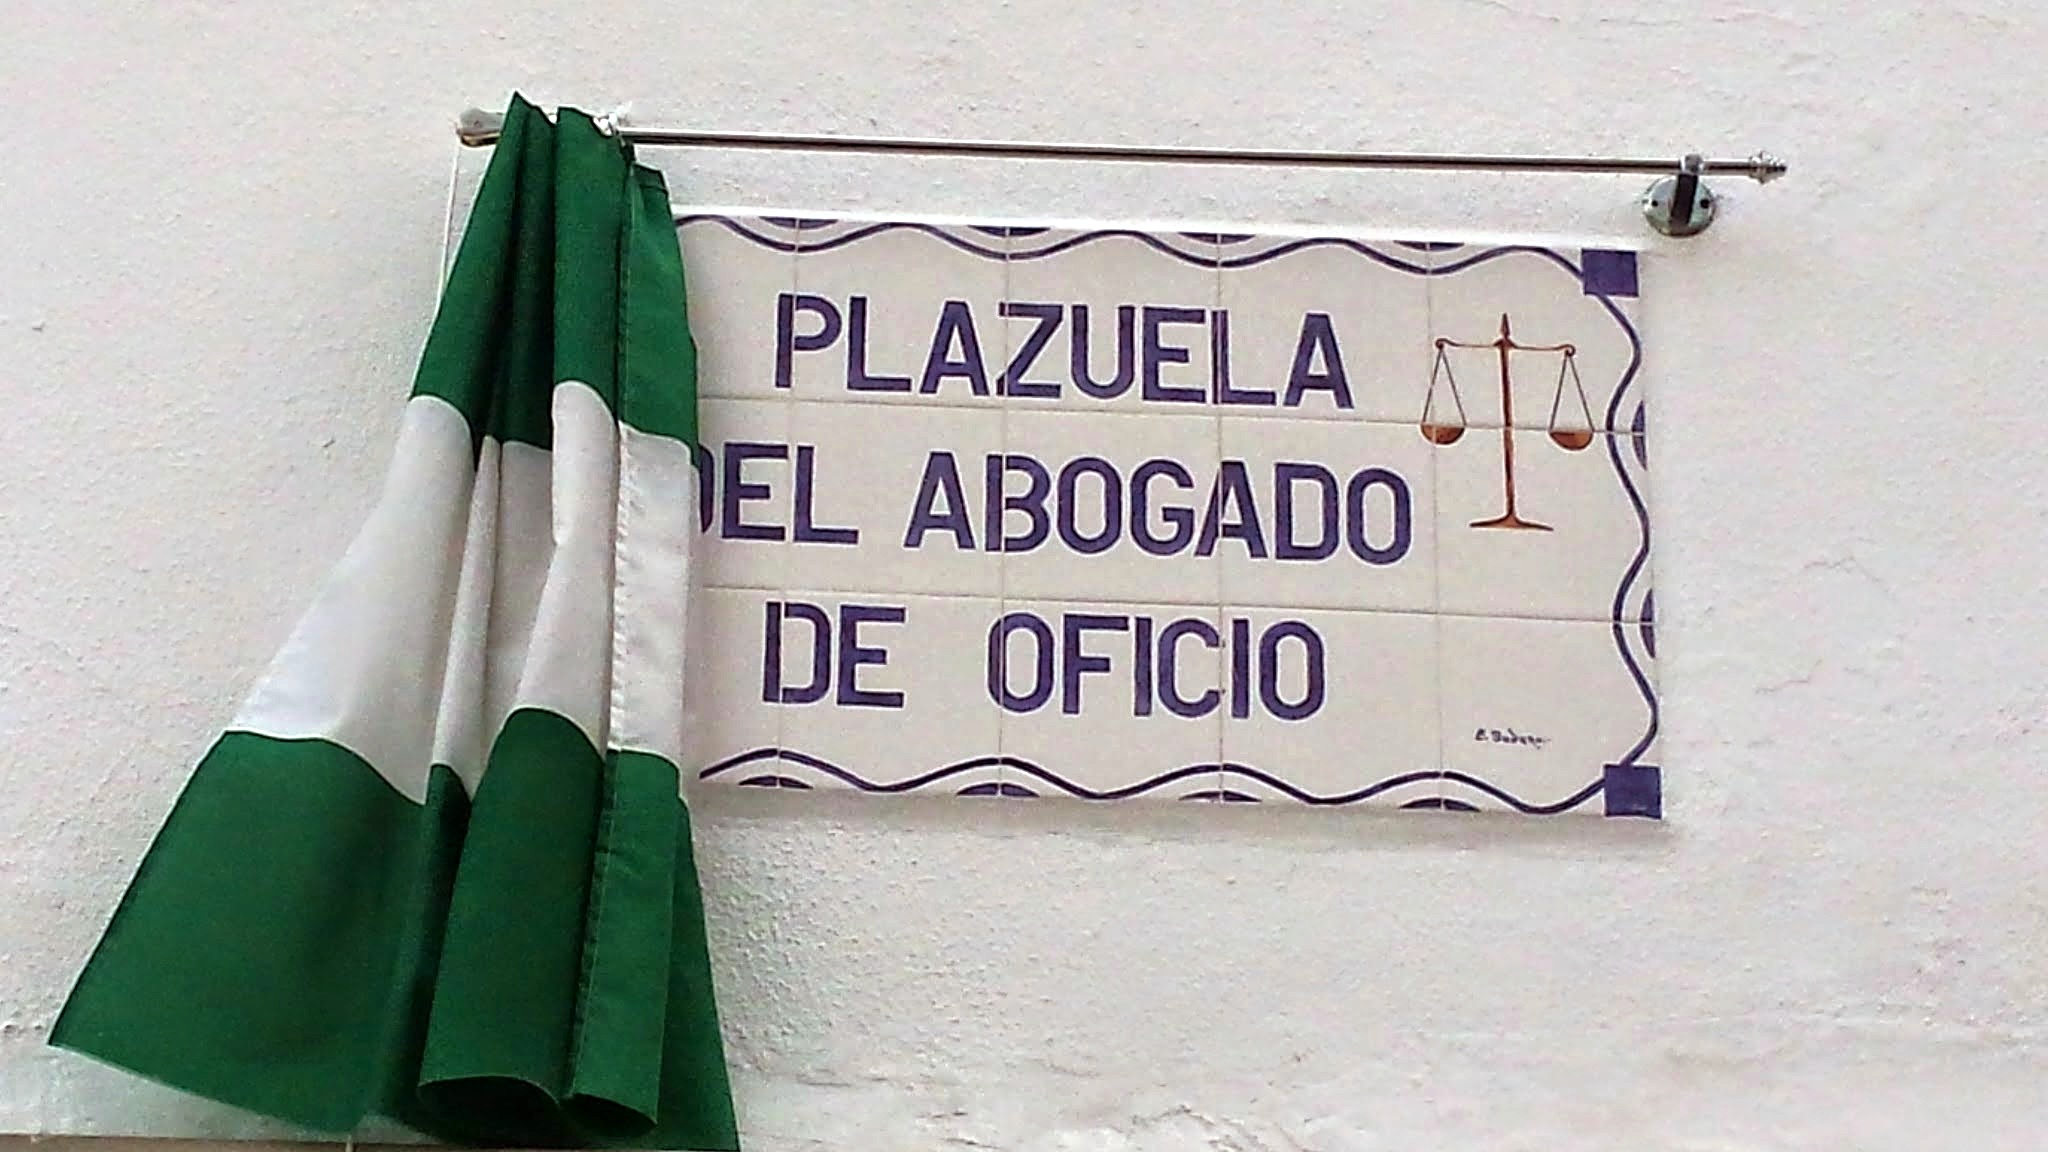 PLAZUELA
DEL ABOGADO
DE OFICIO